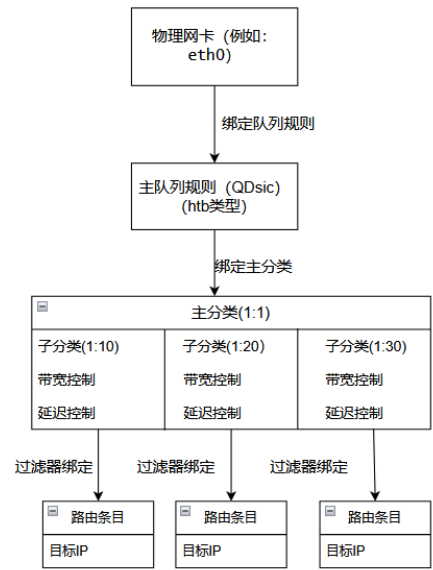 物理网卡（例如：
eth0）
绑定队列规则
主队列规则（QDsic）
(htb类型）
绑定主分类
主分类(1:1)
子分类(1:10)
子分类(1:20）
子分类(1:30)
带宽控制
带宽控制
带宽控制
延迟控制
延迟控制
延迟控制
过滤器绑定
过滤器绑定
过滤器绑定
路由条目
路由条目
路由条目
目标IP
目标IP
目标IP